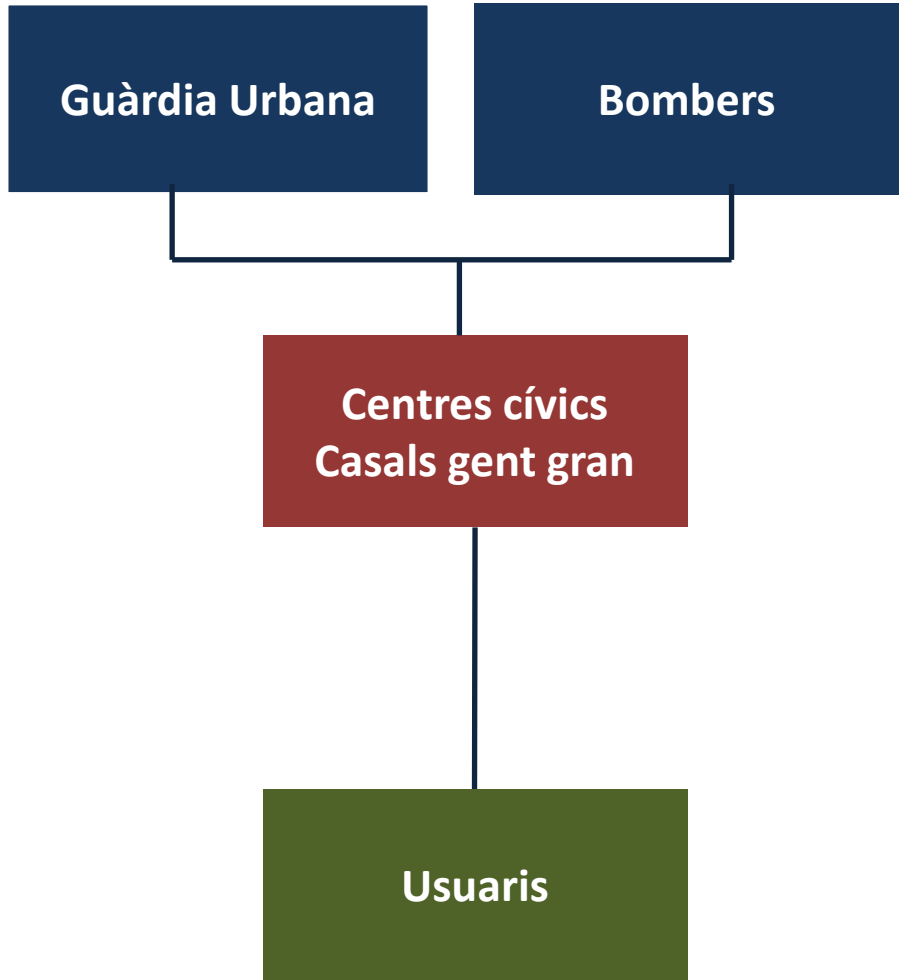 Guàrdia Urbana
Bombers
Centres cívics
Casals gent gran
Usuaris